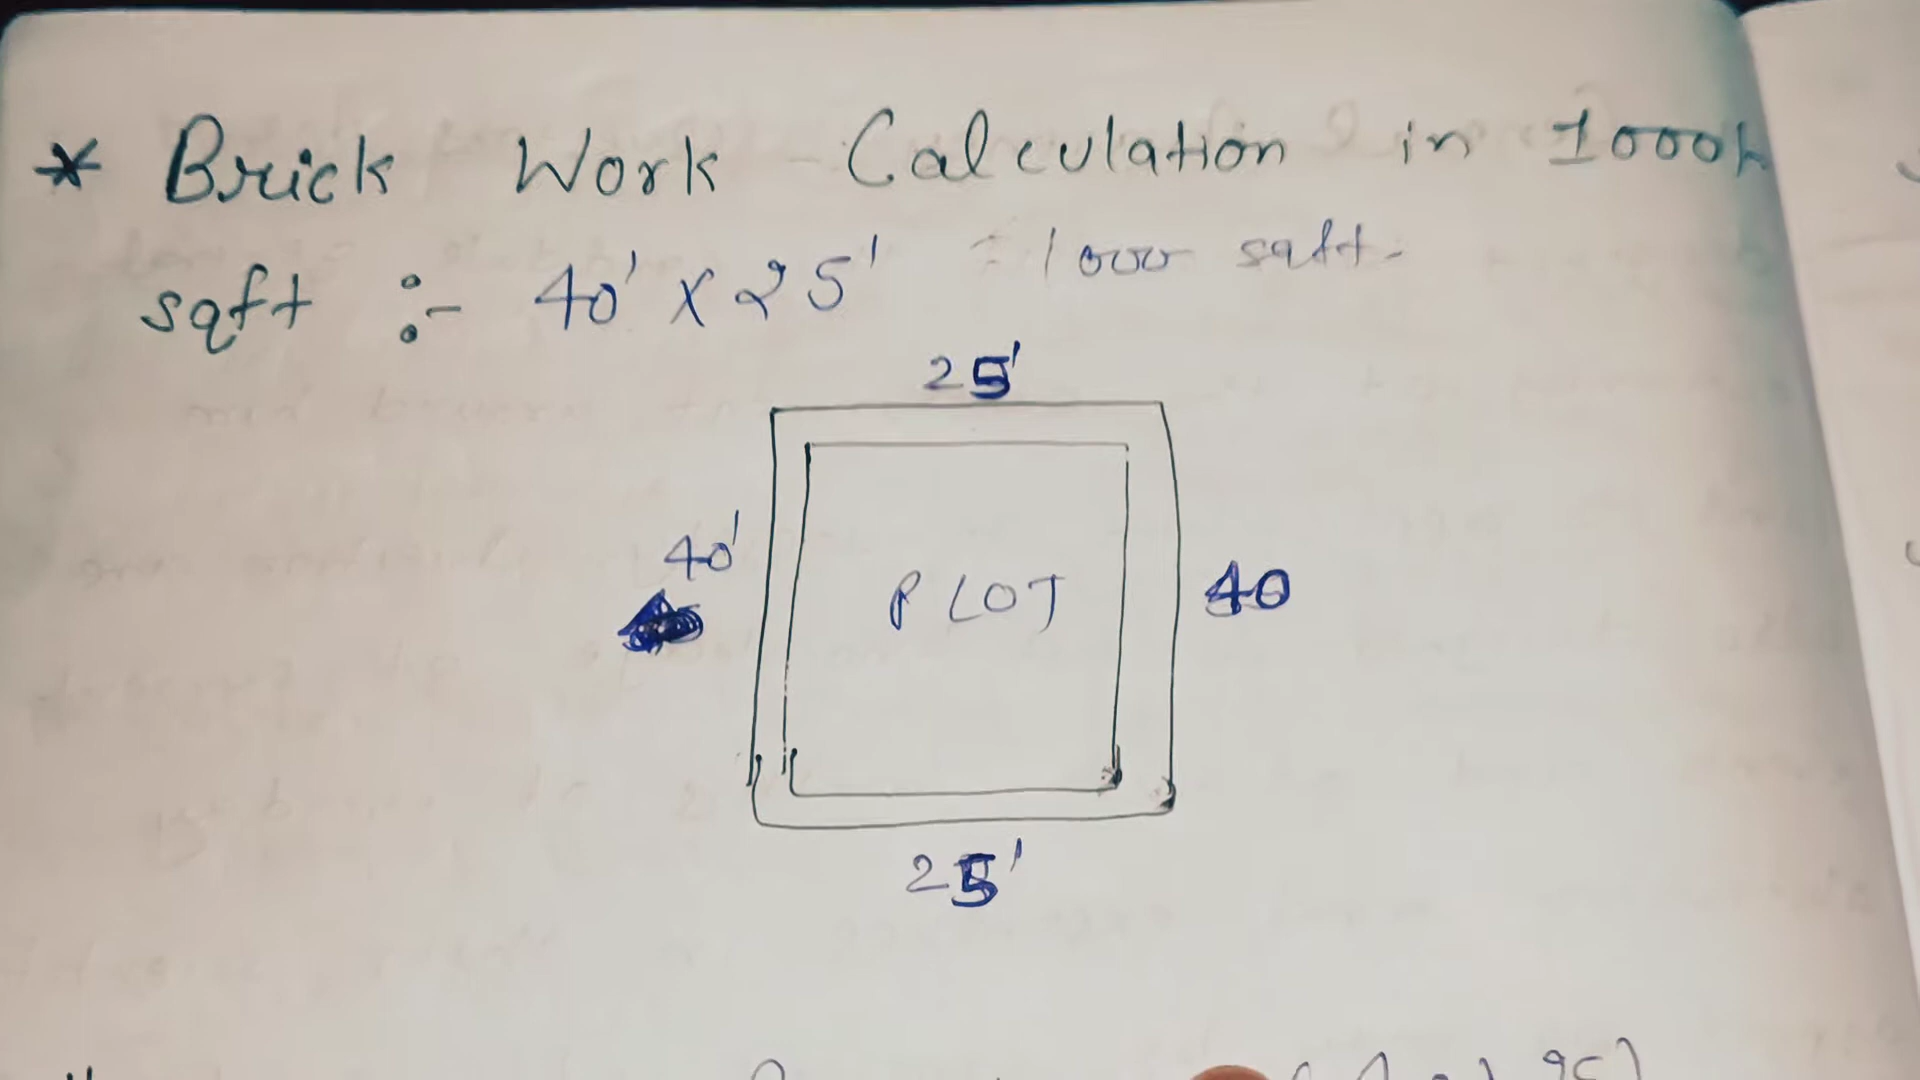 * Brick Work Calculation in 1000
sqft :- 40' x 25' = 1000 sqft.
25'
40'
PLOT
40
25'